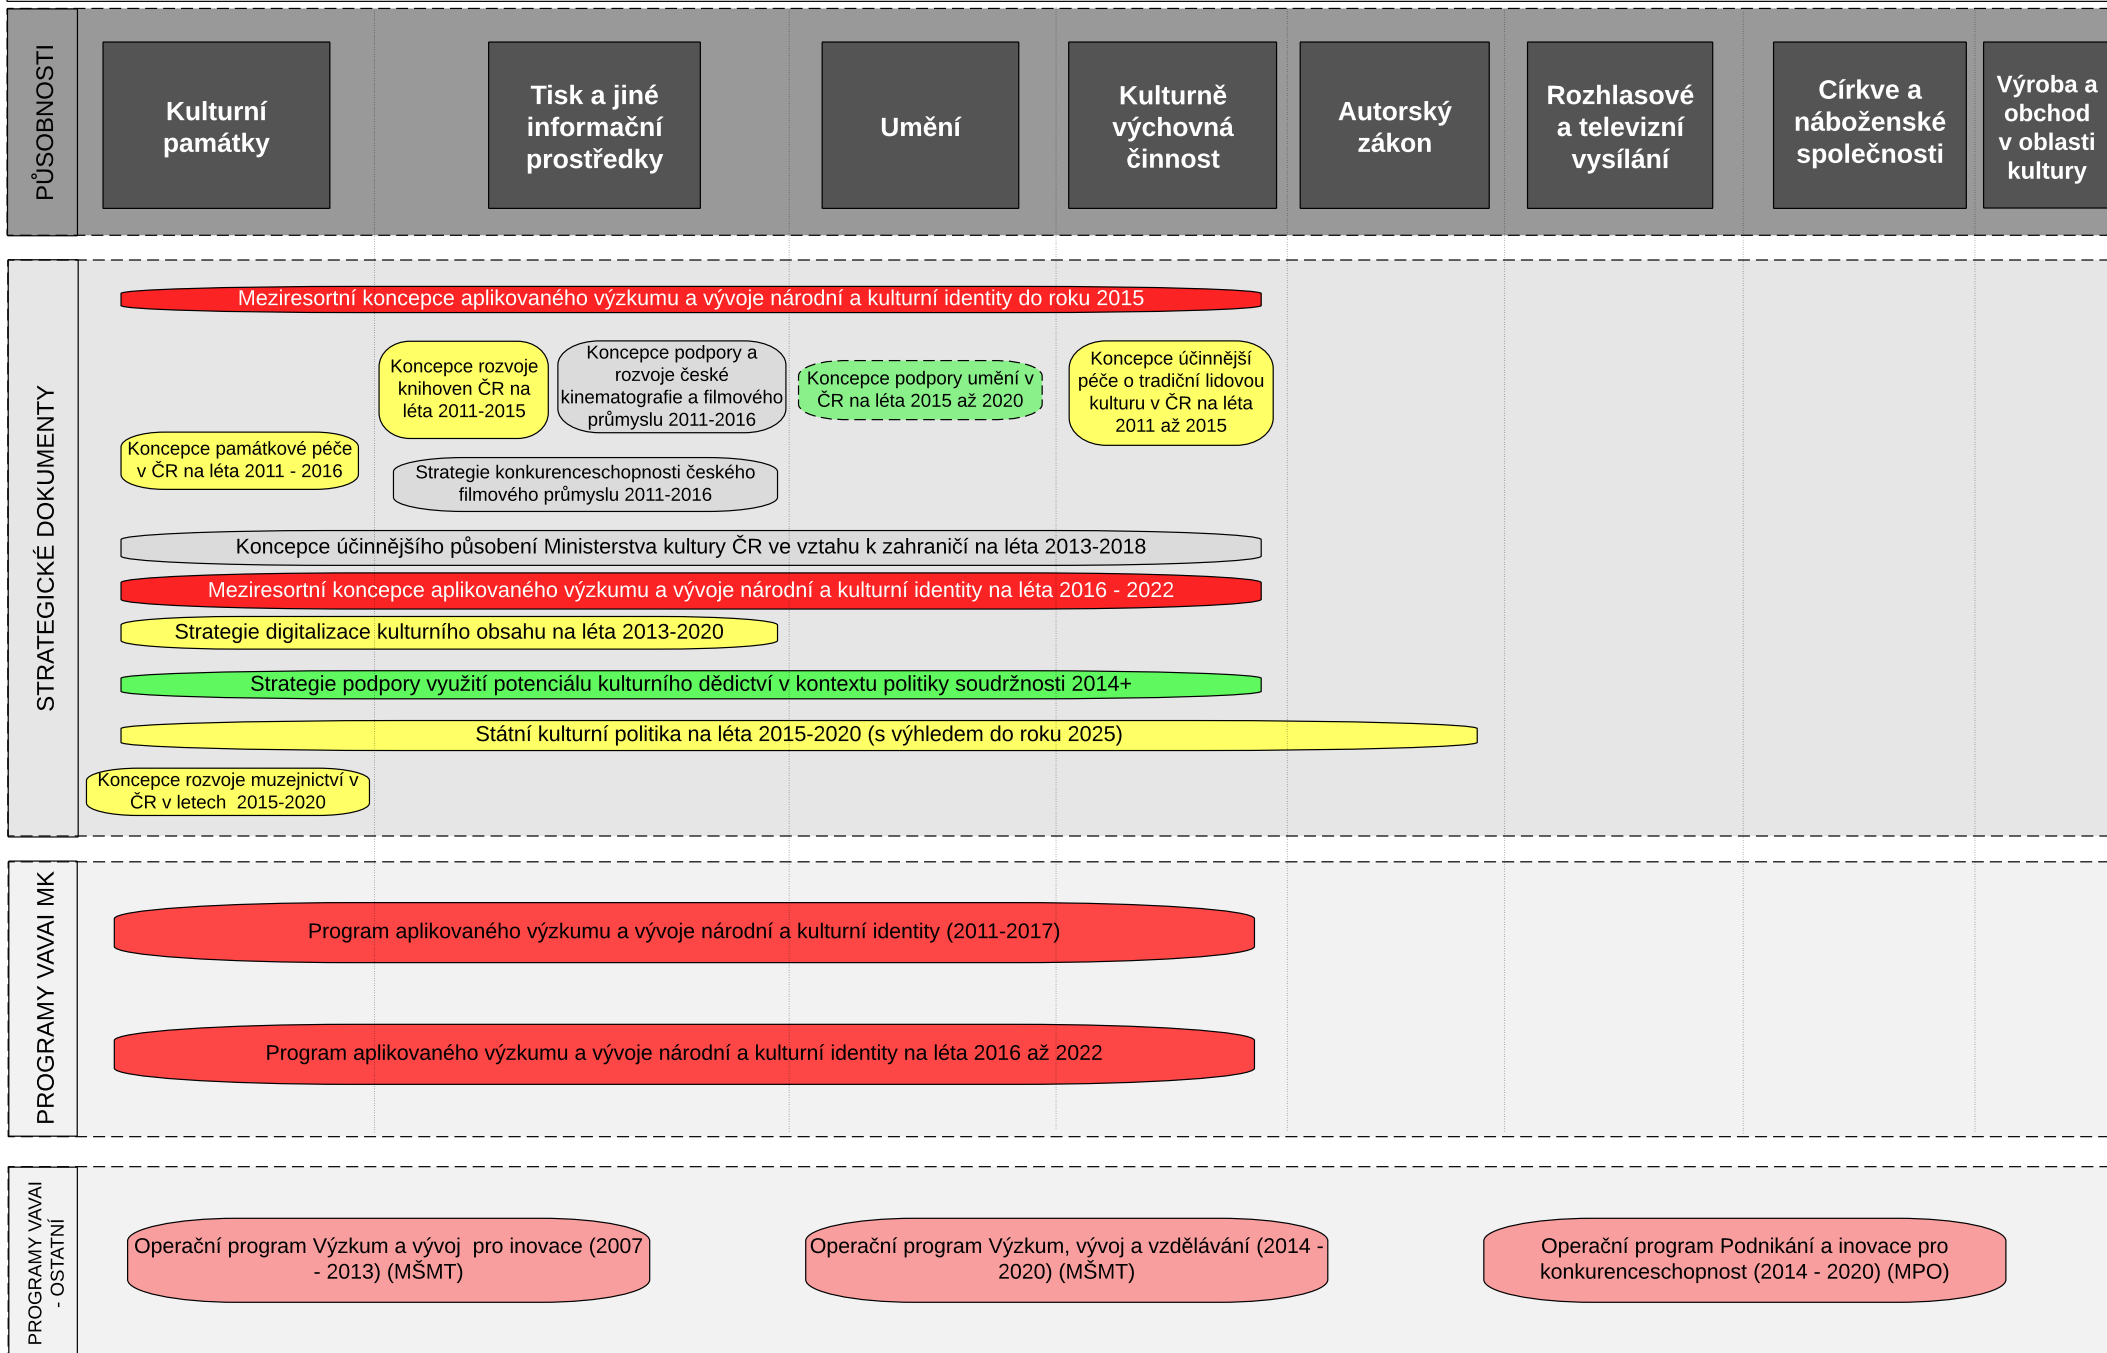 PŮSOBNOSTI
Kulturní
památky
Tisk a jiné
informační
prostředky
Umění
Kulturně
výchovná
činnost
Autorský
zákon
Rozhlasové
a televizní
vysílání
Církve a
náboženské
společnosti
Výroba a
obchod
v oblasti
kultury
STRATEGICKÉ DOKUMENTY
Meziresortní koncepce aplikovaného výzkumu a vývoje národní a kulturní identity do roku 2015
Koncepce rozvoje
knihoven ČR na
léta 2011-2015
Koncepce podpory a
rozvoje české
kinematografie a filmového
průmyslu 2011-2016
Koncepce podpory umění v
ČR na léta 2015 až 2020
Koncepce účinnější
péče o tradiční lidovou
kulturu v ČR na léta
2011 až 2015
Koncepce památkové péče
v ČR na léta 2011 - 2016
Strategie konkurenceschopnosti českého
filmového průmyslu 2011-2016
Koncepce účinnějšího působení Ministerstva kultury ČR ve vztahu k zahraničí na léta 2013-2018
Meziresortní koncepce aplikovaného výzkumu a vývoje národní a kulturní identity na léta 2016 - 2022
Strategie digitalizace kulturního obsahu na léta 2013-2020
Strategie podpory využití potenciálu kulturního dědictví v kontextu politiky soudržnosti 2014+
Státní kulturní politika na léta 2015-2020 (s výhledem do roku 2025)
Koncepce rozvoje muzejnictví v
ČR v letech  2015-2020
PROGRAMY VAVAI MK
Program aplikovaného výzkumu a vývoje národní a kulturní identity (2011-2017)
Program aplikovaného výzkumu a vývoje národní a kulturní identity na léta 2016 až 2022
PROGRAMY VAVAI
- OSTATNÍ
Operační program Výzkum a vývoj  pro inovace (2007
- 2013) (MŠMT)
Operační program Výzkum, vývoj a vzdělávání (2014 -
2020) (MŠMT)
Operační program Podnikání a inovace pro
konkurenceschopnost (2014 - 2020) (MPO)